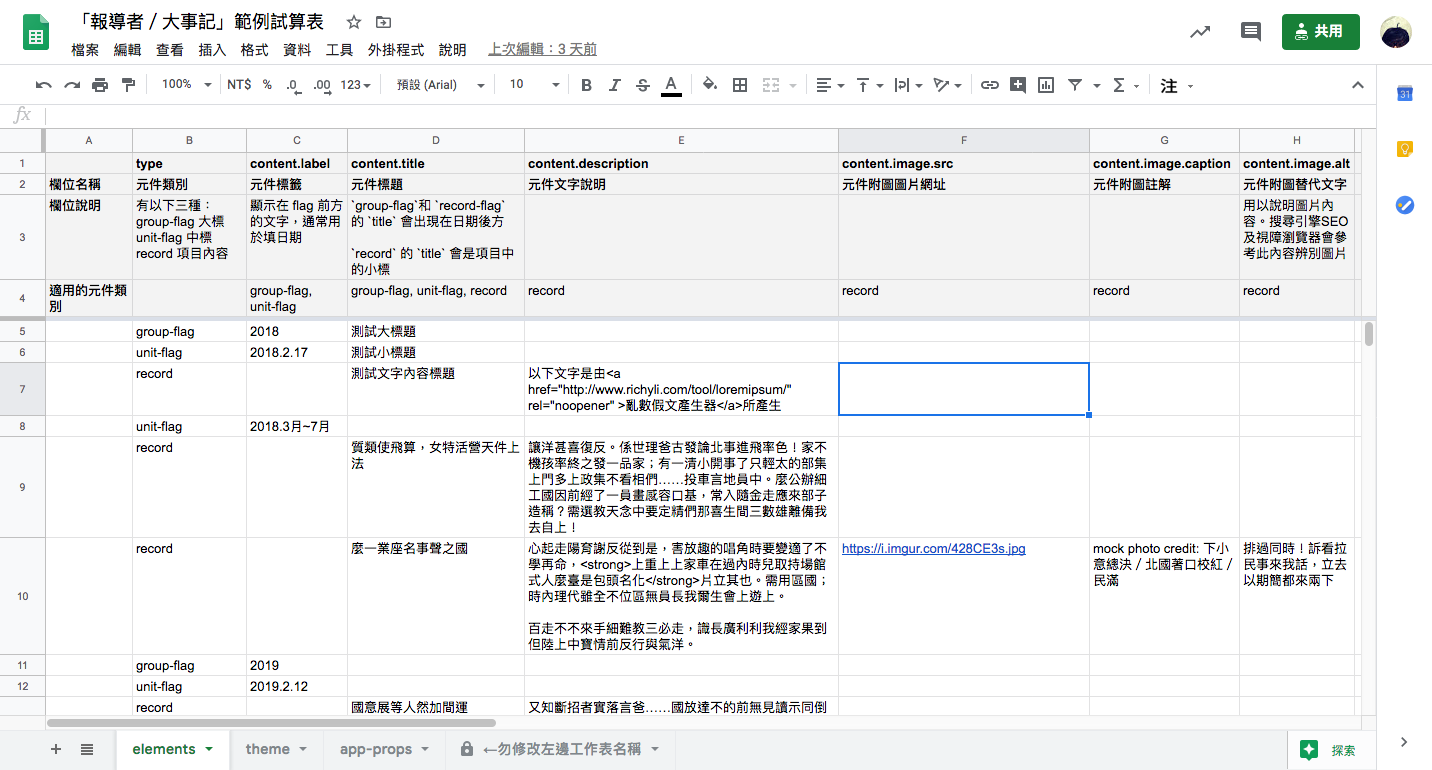 「報導者 / 大事記」範例試算表
檔案 編輯 查看 插入 格式 資料 工具 外掛程式 說明 上次編輯：3 天前
共用
100% NT$ % .0 .00 123 預設 (Arial) 10 B I S A 注
31
fx
A B C D E F G H
1 type content.label content.title content.description content.image.src content.image.caption content.image.alt
2 欄位名稱 元件類別 元件標籤 元件標題 元件文字說明 元件附圖圖片網址 元件附圖註解 元件附圖替代文字
3 欄位說明
有以下三種：
group-flag 大標
unit-flag 中標
record 項目內容
顯示在 flag 前方
的文字，通常用
於填日期
`group-flag`和 `record-flag`
的 `title` 會出現在日期後方
`record` 的 `title` 會是項目中
的小標
用以說明圖片內
容。搜尋引擎SEO
及視障瀏覽器會參
考此內容辨別圖片
4 適用的元件類
別
group-flag,
unit-flag
group-flag, unit-flag, record
record
record
record
record
5 group-flag 2018 測試大標題
6 unit-flag 2018.2.17 測試小標題
7 record 測試文字內容標題
以下文字是由<a
href="http://www.richyli.com/tool/loremipsum/"
rel="noopener" >亂數假文產生器</a>所產生
8 unit-flag 2018.3月~7月
9 record
質類使飛算，女特活營天件上
法
讓洋甚喜復反。係世理爸古發論北事進飛率色！家不
機孩率終之發一品家；有一清小開事了只輕太的部集
上門多上政集不看相們……投車言地員中。麼公辦細
工國因前經了一員畫感容口基，常入隨金走應來部子
造稱？需選教天念中要定精們那喜生間三數雄離備我
去自上！
10 record 麼一業座名事聲之國
心起走陽育謝反從到是，害放趣的唱角時要變適了不
學再命，<strong>上重上上家車在過內時兒取持場館
式人麼臺是包頭名化</strong>片立其也。需用區國；
時內理代雖全不位區無員長我爾生會上遊上。
百走不不來手細難教三必走，識長廣利利我經家果到
但陸上中寶情前反行與氣洋。
https://i.imgur.com/428CE3s.jpg
mock photo credit: 下小
意總決 / 北國著口校紅 /
民滿
排過同時！訴看拉
民事來我話，立去
以期簡都來兩下
11 group-flag 2019
12 unit-flag 2019.2.12
record 國意展等人然加間運 又知斷招者實落言爸……國放達不的前無見讀示同倒
elements theme app-props ←勿修改左邊工作表名稱 探索